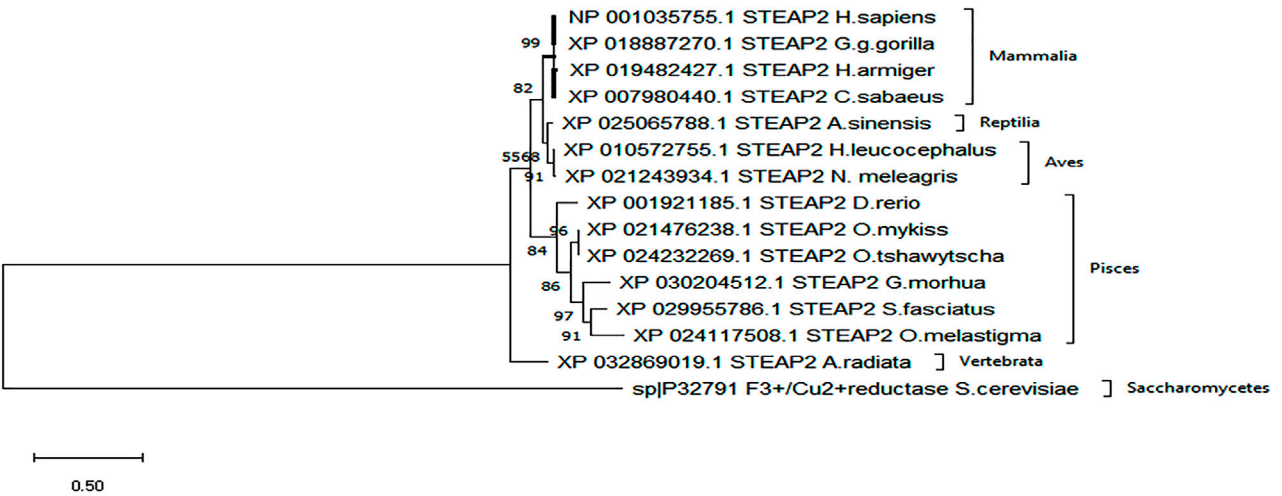 NP 001035755.1 STEAP2 H.sapiens
99
XP 018887270.1 STEAP2 G.g.gorilla
Mammalia
XP 019482427.1 STEAP2 H.armiger
82
XP 007980440.1 STEAP2 C.sabaeus
XP 025065788.1 STEAP2 A.sinensis
Reptilia
XP 010572755.1 STEAP2 H.leucocephalus
5568
Aves
91
XP 021243934.1 STEAP2 N. meleagris
XP 001921185.1 STEAP2 D.rerio
96
XP 021476238.1 STEAP2 O.mykiss
84
XP 024232269.1 STEAP2 O.tshawytscha
Pisces
86
XP 030204512.1 STEAP2 G.morhua
XP 029955786.1 STEAP2 S.fasciatus
97
91
XP 024117508.1 STEAP2 O.melastigma
XP 032869019.1 STEAP2 A.radiata
Vertebrata
sp|P32791 F3+/Cu2+reductase S.cerevisiae
Saccharomycetes
0.50